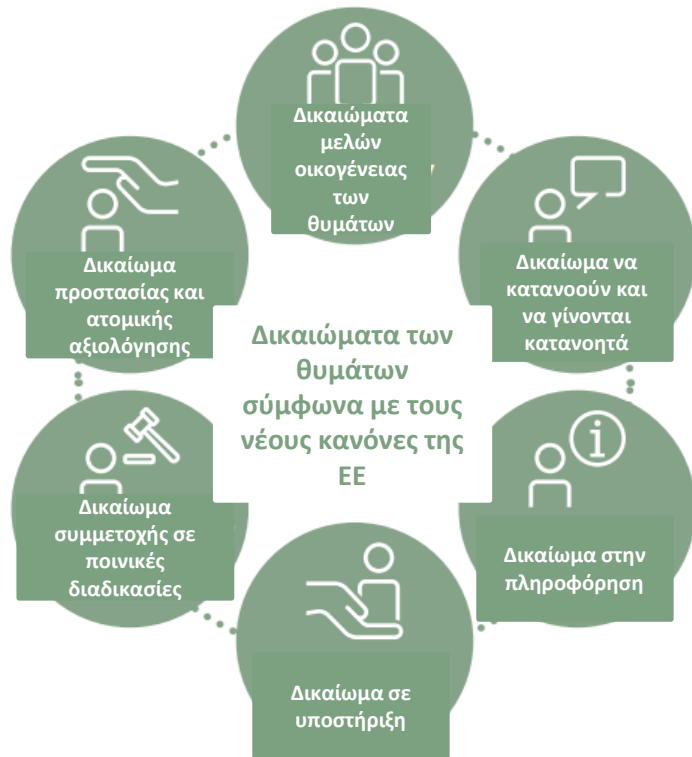 Δικαιώματα
μελών
οικογένειας
των
θυμάτων
Δικαίωμα να
κατανοούν και
να γίνονται
κατανοητά
Δικαίωμα στην
πληροφόρηση
Δικαίωμα σε
υποστήριξη
Δικαίωμα
συμμετοχής σε
ποινικές
διαδικασίες
Δικαίωμα
προστασίας και
ατομικής
αξιολόγησης
Δικαιώματα των
θυμάτων
σύμφωνα με τους
νέους κανόνες της
ΕΕ